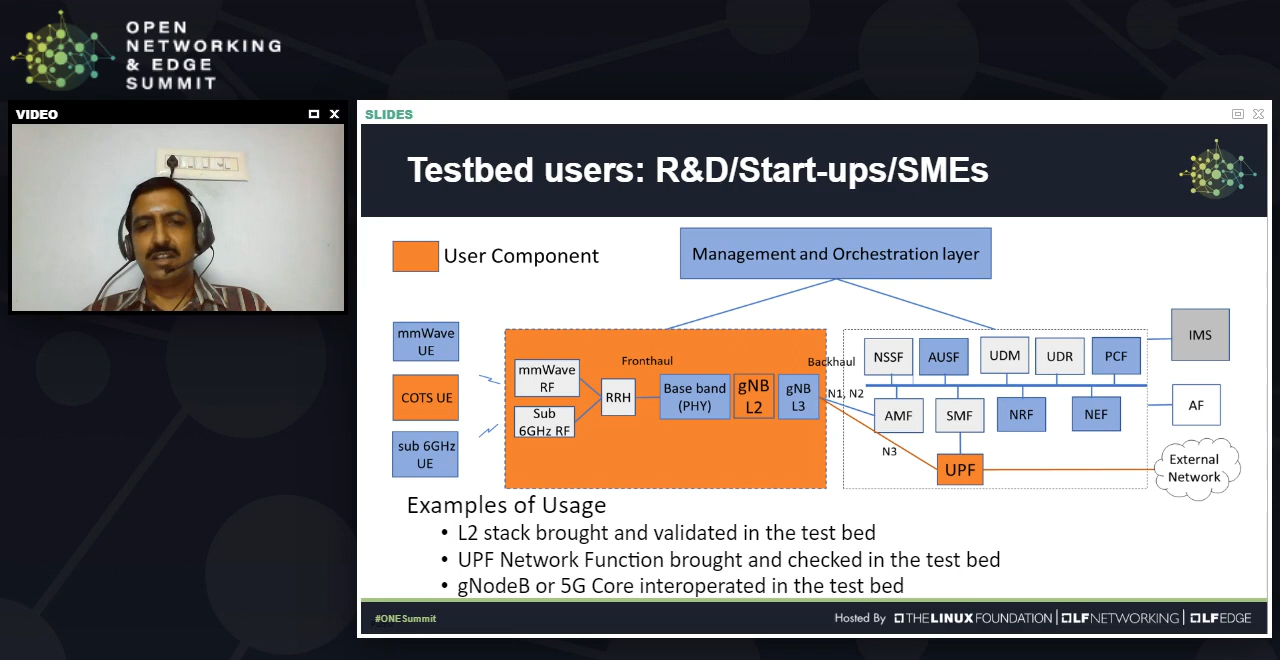 OPEN
NETWORKING
& EDGE
SUMMIT
VIDEO
SLIDES
Testbed users: R&D/Start-ups/SMEs
User Component
Management and Orchestration layer
mmWave
UE
COTS UE
sub 6GHz
UE
Fronthaul
mmWave
RF
Sub
6GHz RF
RRH
Base band
(PHY)
gNB
L2
gNB
L3
Backhaul
N1, N2
N3
NSSF
AUSF
UDM
UDR
PCF
AMF
SMF
NRF
NEF
UPF
IMS
AF
External
Network
Examples of Usage
• L2 stack brought and validated in the test bed
• UPF Network Function brought and checked in the test bed
• gNodeB or 5G Core interoperated in the test bed
#ONESummit
Hosted By THE LINUX FOUNDATION | LF NETWORKING | LF EDGE